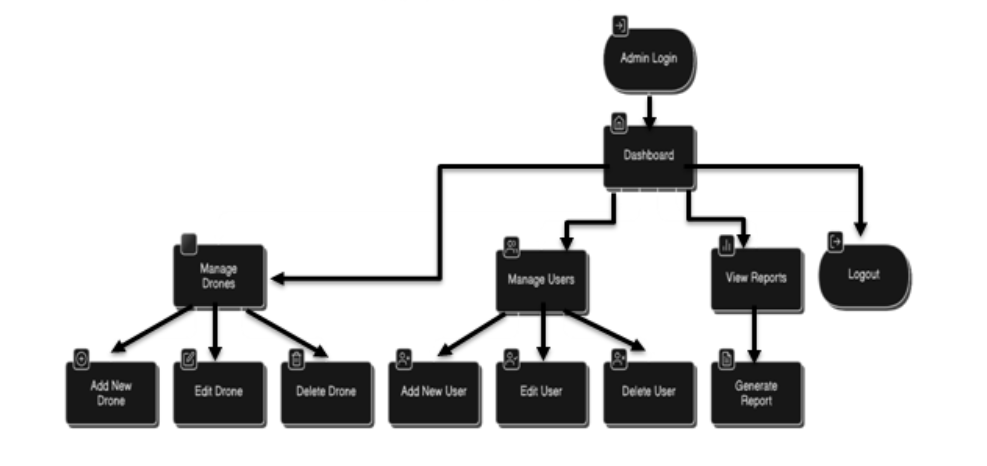 Admin Login
Dashboard
Manage
Drones
Manage Users
View Reports
Logout
Add New
Drone
Edit Drone
Delete Drone
Add New User
Edit User
Delete User
Generate
Report